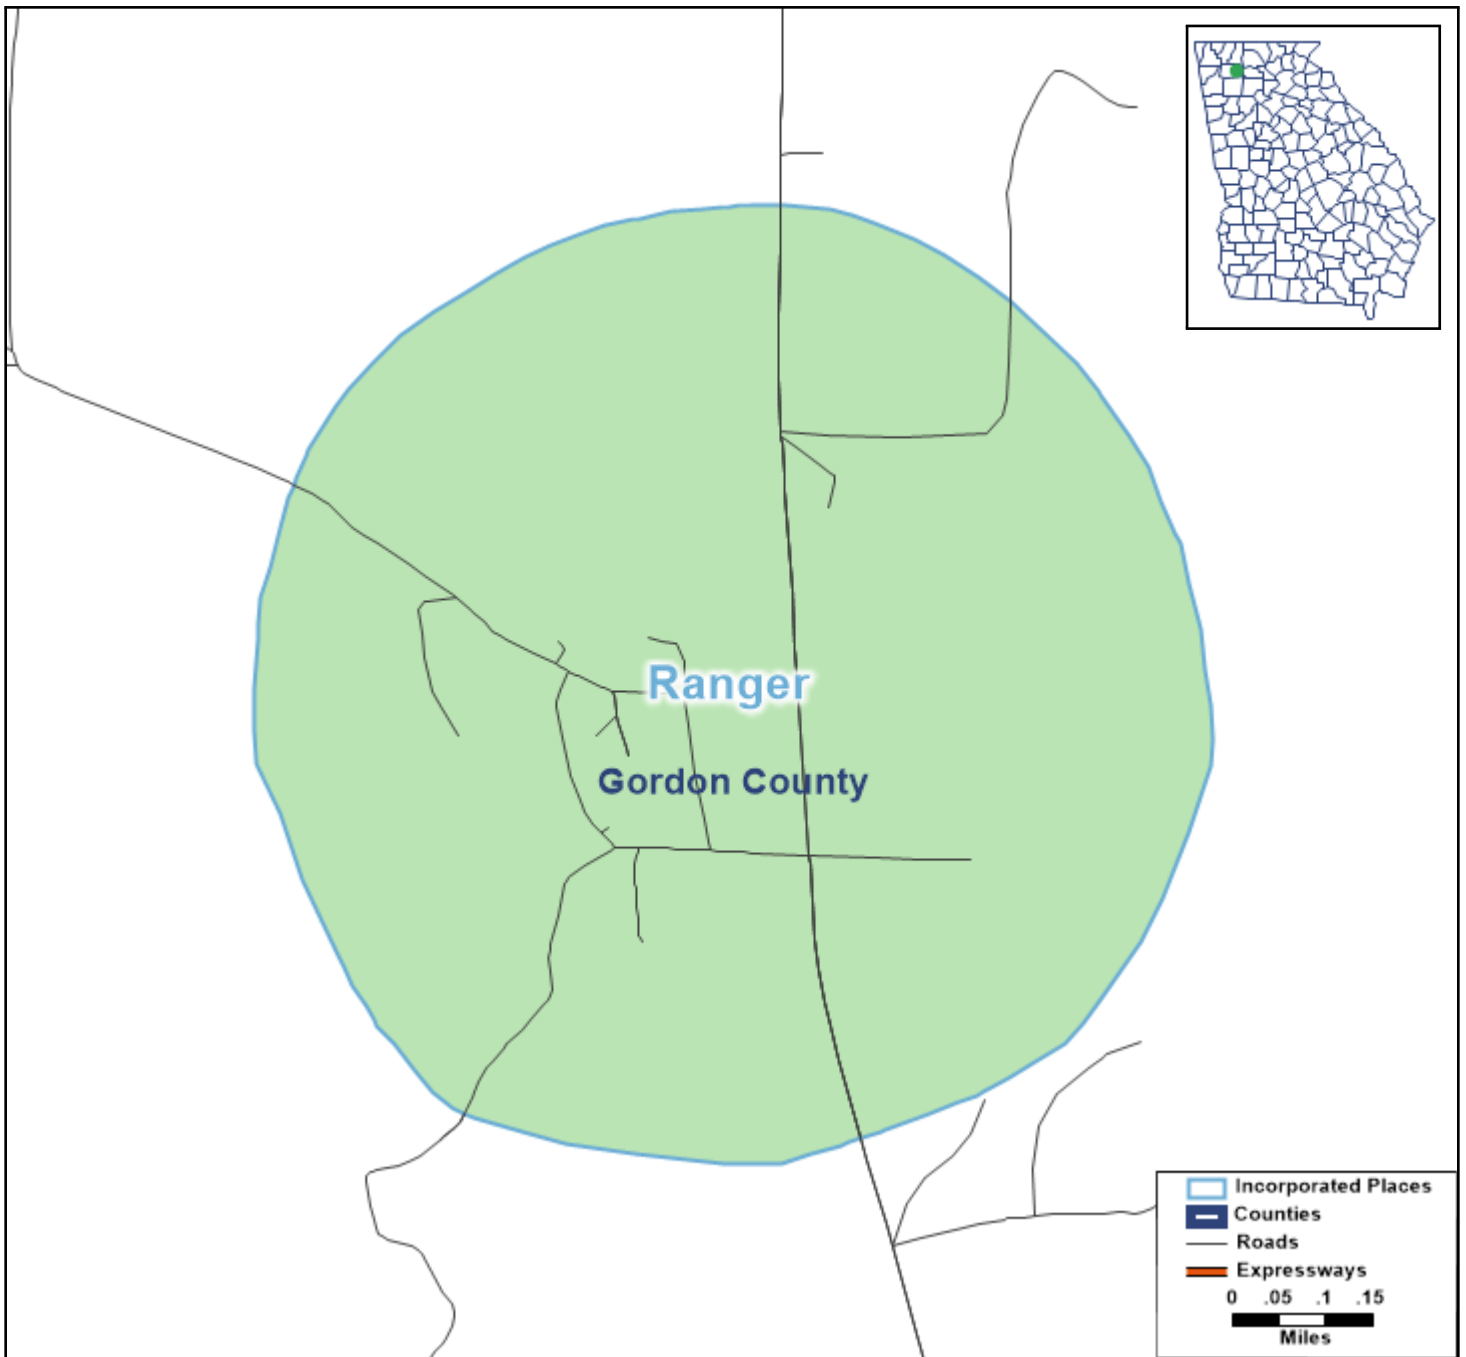 Ranger
Gordon County
Incorporated Places
Counties
Roads
Expressways
0 .05 .1 .15
Miles